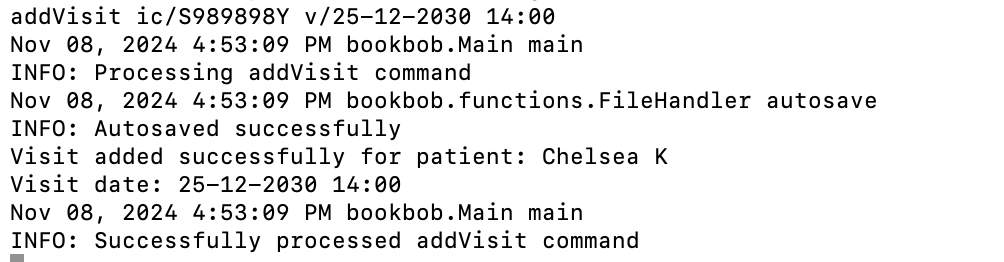 addVisit ic/S989898Y v/25-12-2030 14:00
Nov 08, 2024 4:53:09 PM bookbob.Main main
INFO: Processing addVisit command
Nov 08, 2024 4:53:09 PM bookbob.functions.FileHandler autosave
INFO: Autosaved successfully
Visit added successfully for patient: Chelsea K
Visit date: 25-12-2030 14:00
Nov 08, 2024 4:53:09 PM bookbob.Main main
INFO: Successfully processed addVisit command